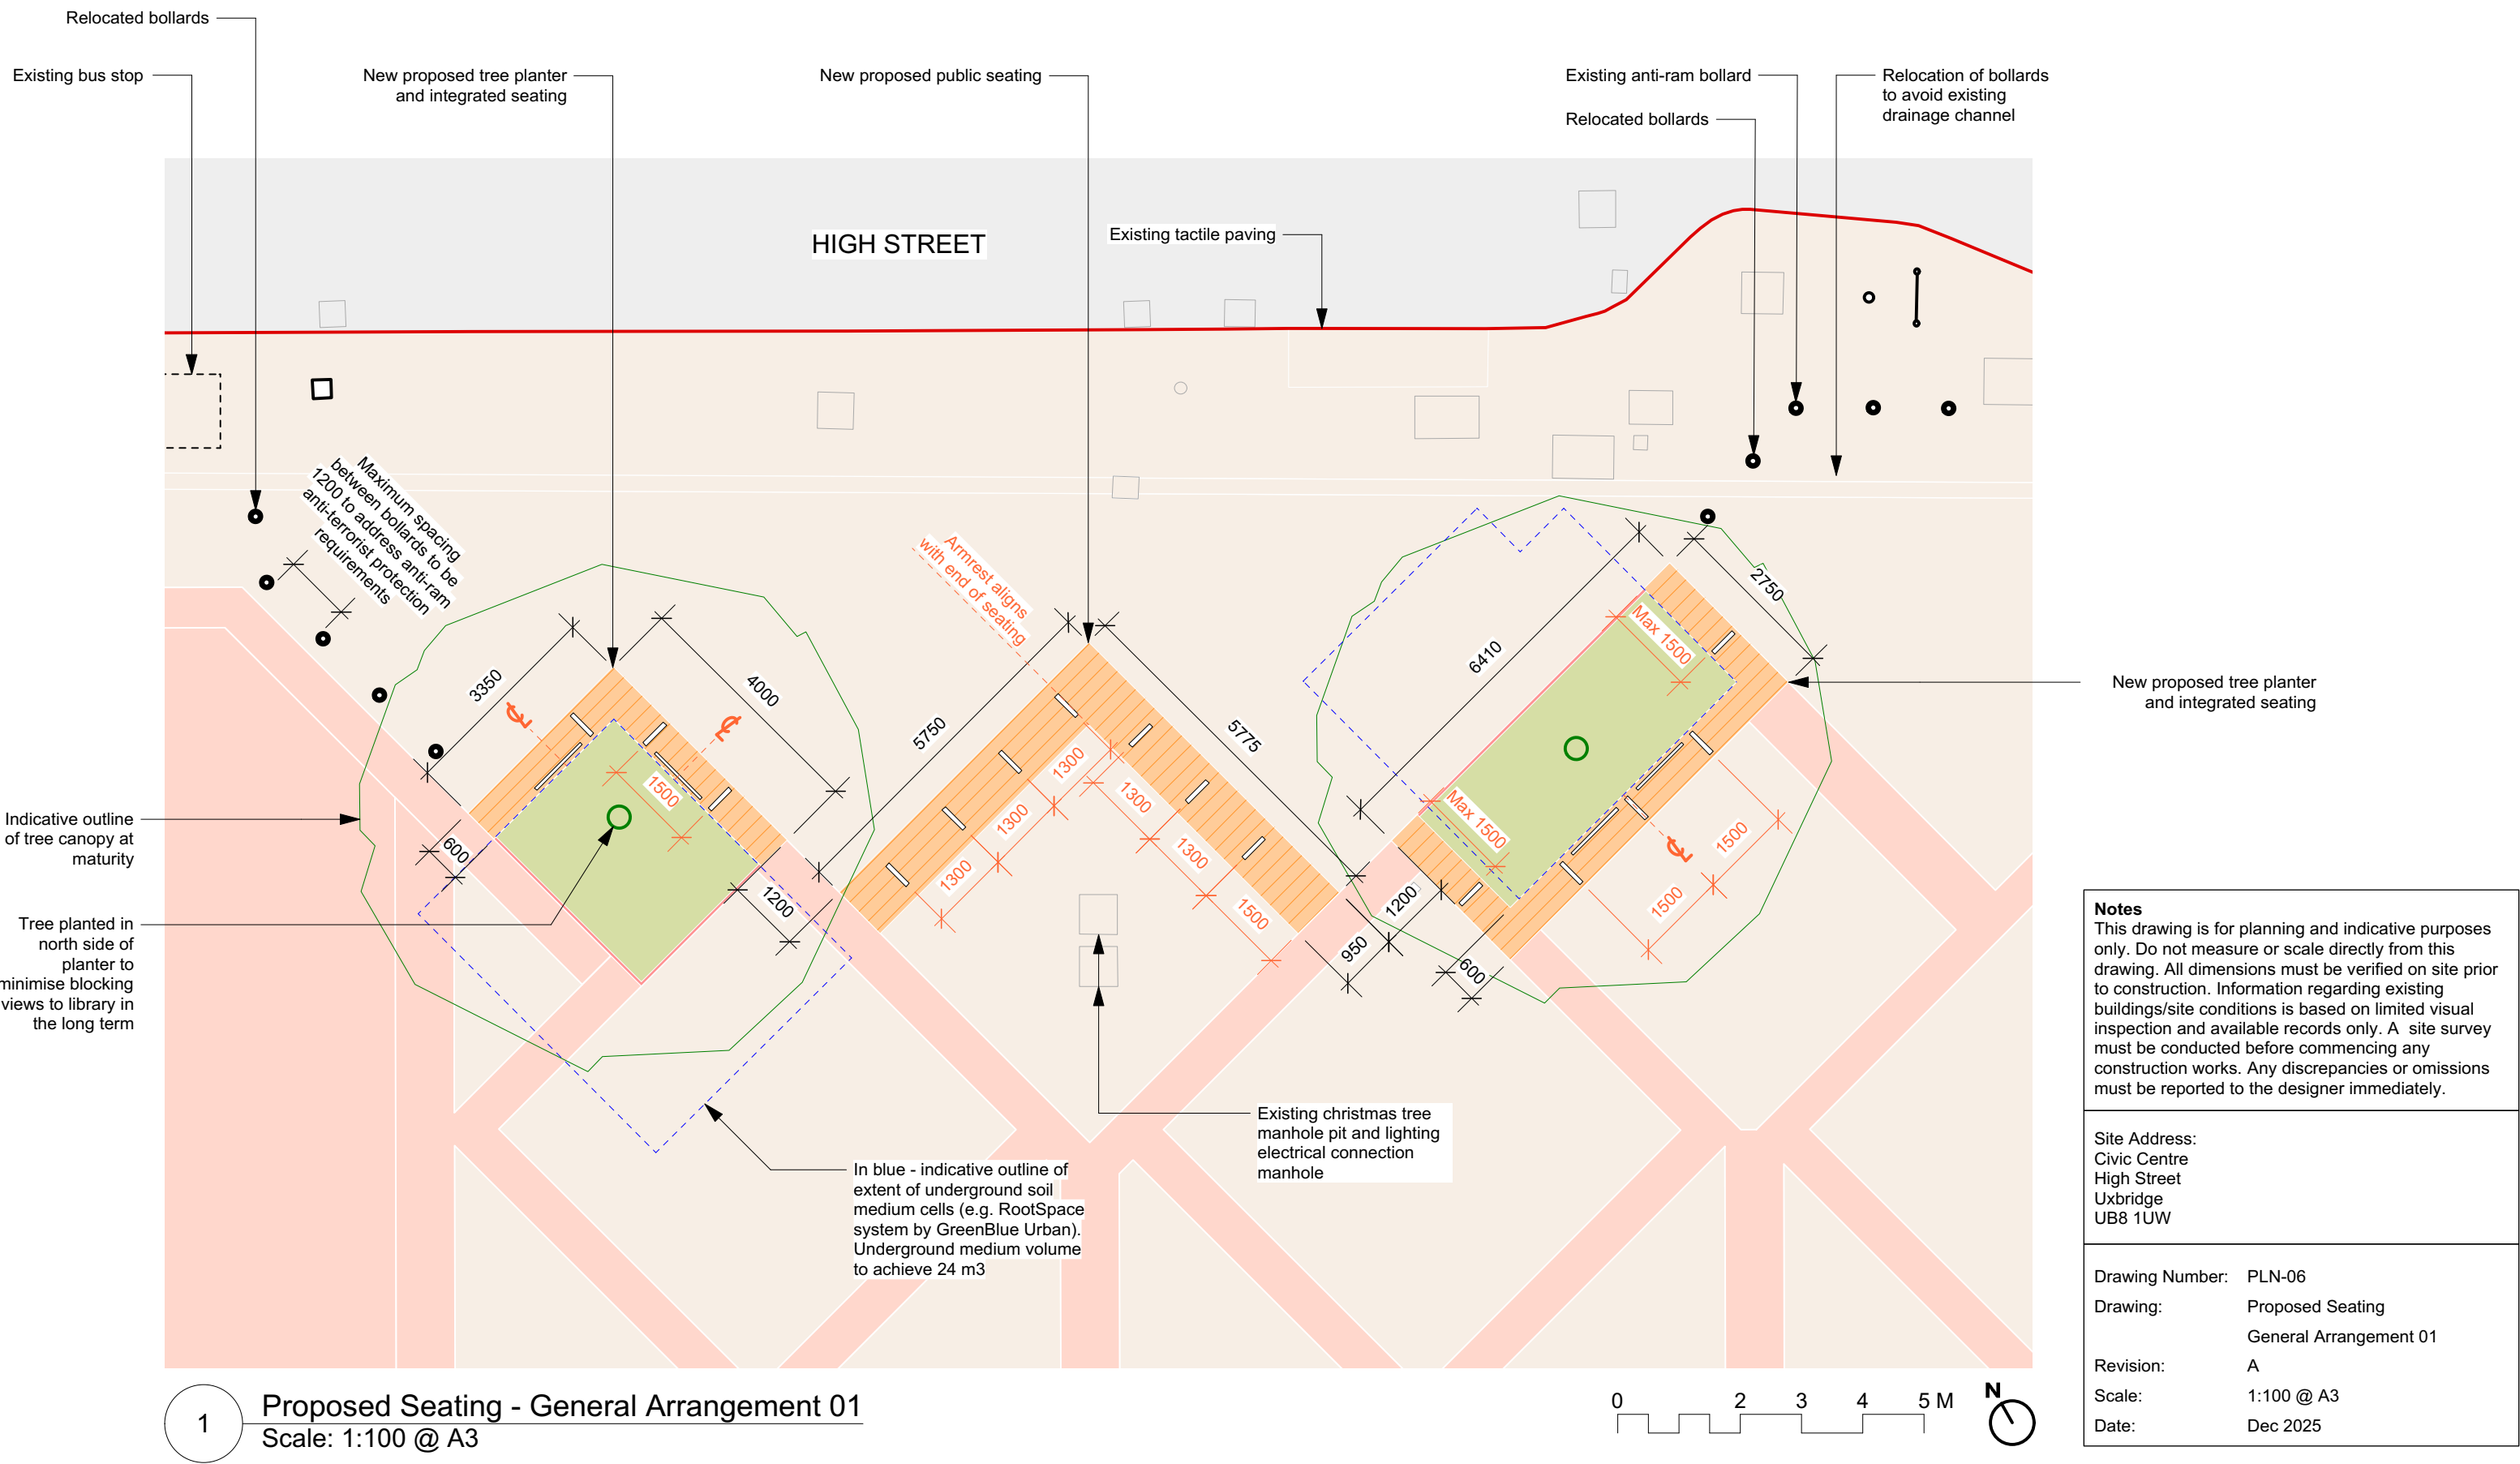 Relocated bollards
Existing bus stop
New proposed tree planter
and integrated seating
New proposed public seating
Existing anti-ram bollard
Relocated bollards
Relocation of bollards
to avoid existing
drainage channel
HIGH STREET
Existing tactile paving
Maximum spacing
between bollards to be
1200 to address anti-ram
anti-terrorist protection
requirements
Armrest aligns
with end of seating
3350
4000
1500
600
1200
5750
5775
1300
1300
1300
1300
1300
1500
6410
2750
Max 1500
Max 1500
1500
1500
1200
950
600
New proposed tree planter
and integrated seating
Indicative outline
of tree canopy at
maturity
Tree planted in
north side of
planter to
minimise blocking
views to library in
the long term
In blue - indicative outline of
extent of underground soil
medium cells (e.g. RootSpace
system by GreenBlue Urban).
Underground medium volume
to achieve 24 m3
Existing christmas tree
manhole pit and lighting
electrical connection
manhole
Notes
This drawing is for planning and indicative purposes
only. Do not measure or scale directly from this
drawing. All dimensions must be verified on site prior
to construction. Information regarding existing
buildings/site conditions is based on limited visual
inspection and available records only. A  site survey
must be conducted before commencing any
construction works. Any discrepancies or omissions
must be reported to the designer immediately.
Site Address:
Civic Centre
High Street
Uxbridge
UB8 1UW
Drawing Number: PLN-06
Drawing: Proposed Seating
General Arrangement 01
Revision: A
Scale: 1:100 @ A3
Date: Dec 2025
1
Proposed Seating - General Arrangement 01
Scale: 1:100 @ A3
0 2 3 4 5 M
N